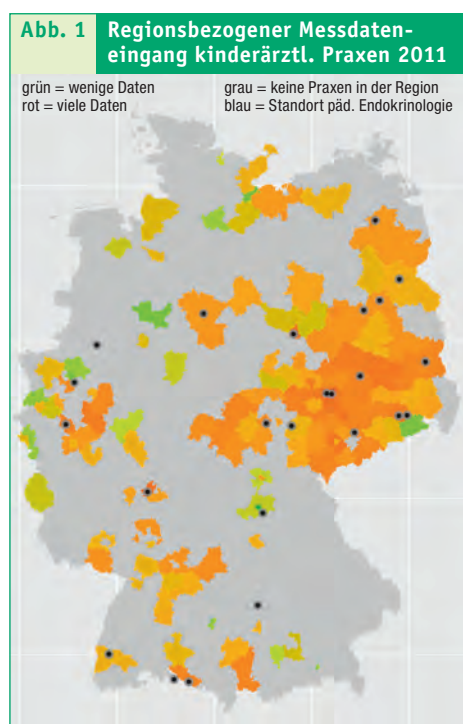 Abb. 1
Regionsbezogener Messdaten-
eingang kinderärztl. Praxen 2011
grün = wenige Daten
rot = viele Daten
grau = keine Praxen in der Region
blau = Standort päd. Endokrinologie